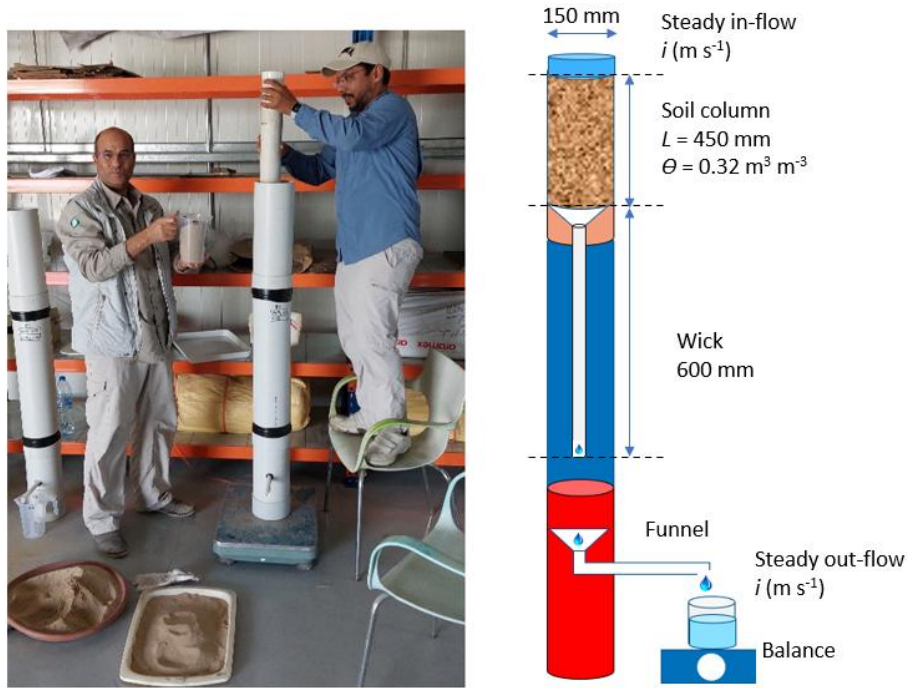 150 mm
Steady in-flow
i (m s⁻¹)
Soil column
L = 450 mm
Θ = 0.32 m³ m⁻³
Wick
600 mm
Funnel
Steady out-flow
i (m s⁻¹)
Balance
aramex